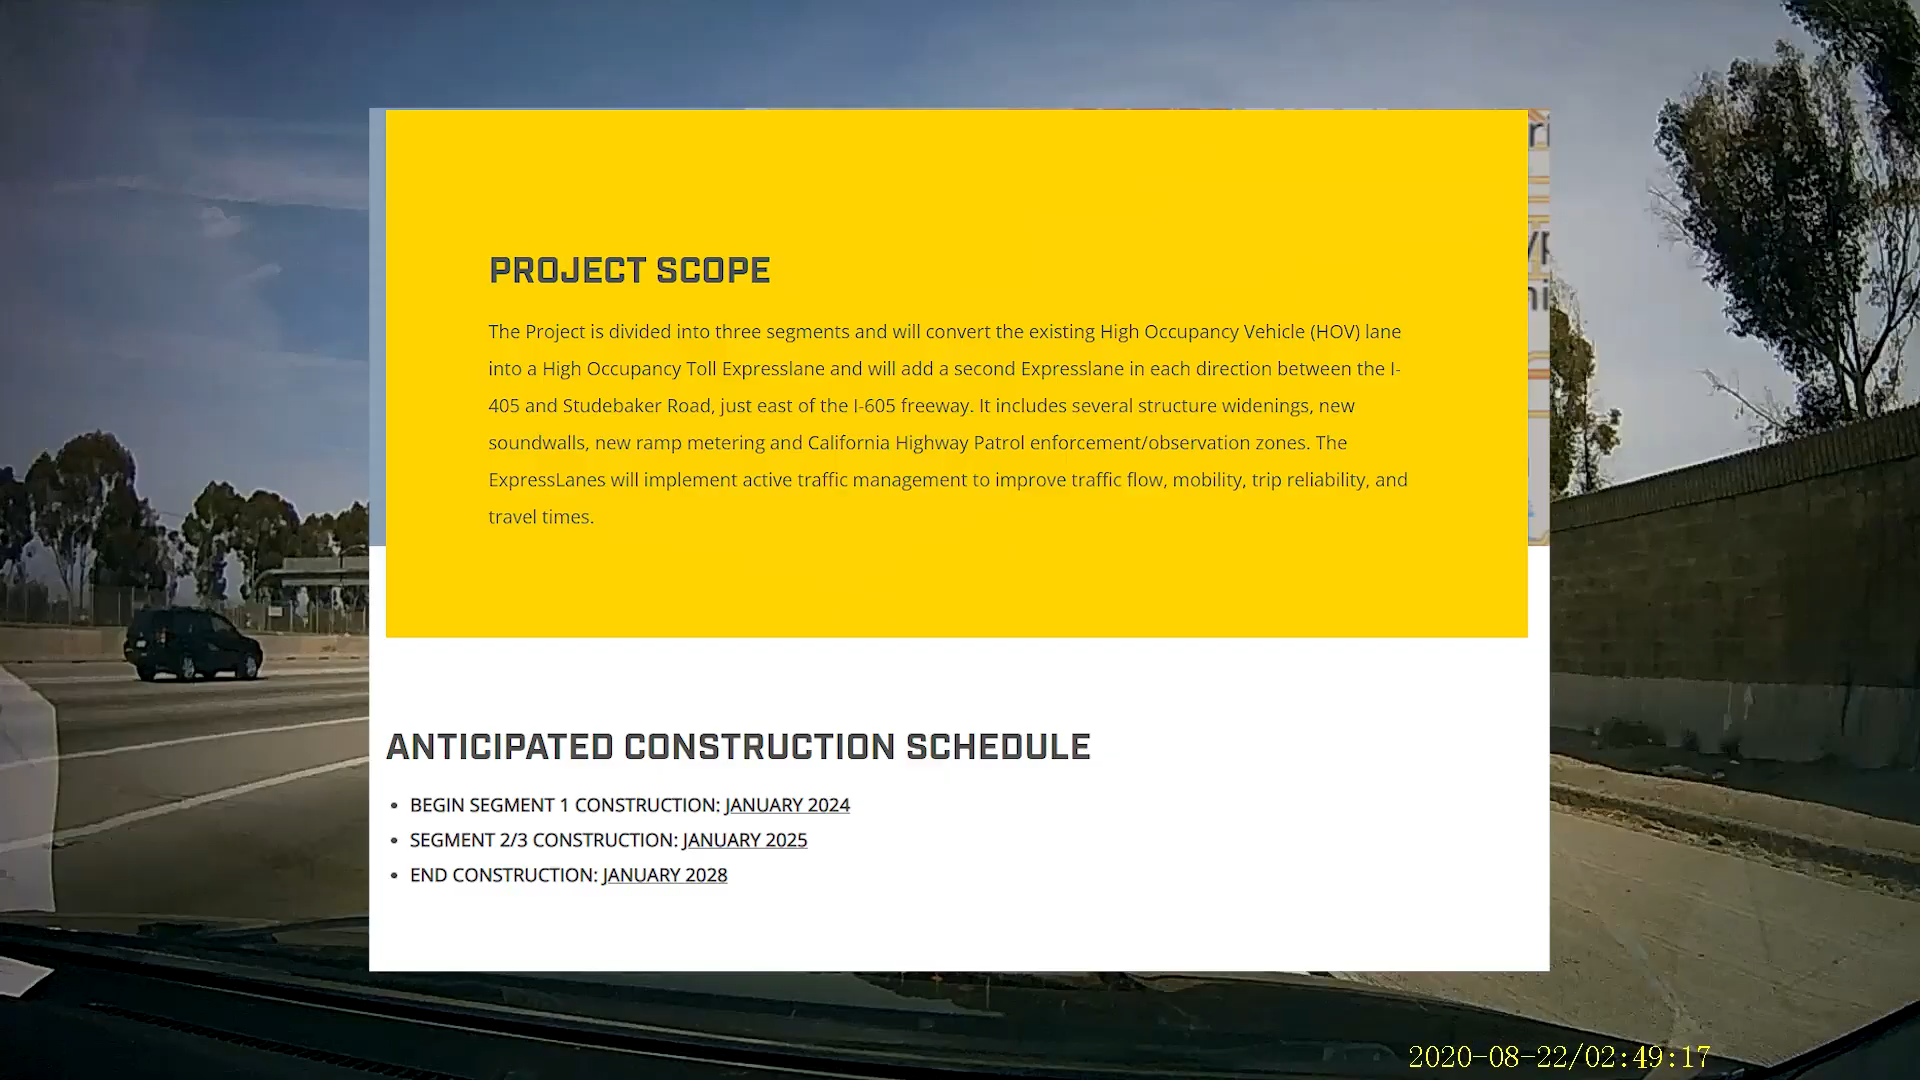 PROJECT SCOPE
The Project is divided into three segments and will convert the existing High Occupancy Vehicle (HOV) lane
into a High Occupancy Toll Expresslane and will add a second Expresslane in each direction between the I-
405 and Studebaker Road, just east of the I-605 freeway. It includes several structure widenings, new
soundwalls, new ramp metering and California Highway Patrol enforcement/observation zones. The
ExpressLanes will implement active traffic management to improve traffic flow, mobility, trip reliability, and
travel times.
ANTICIPATED CONSTRUCTION SCHEDULE
• BEGIN SEGMENT 1 CONSTRUCTION: JANUARY 2024
• SEGMENT 2/3 CONSTRUCTION: JANUARY 2025
• END CONSTRUCTION: JANUARY 2028
2020-08-22/02:49:17